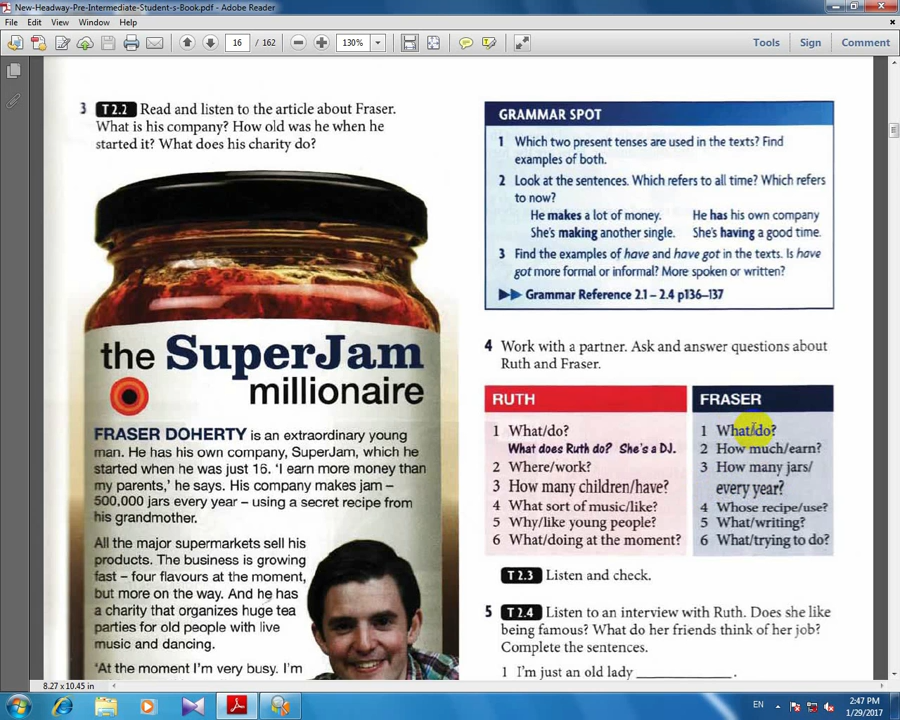 New-Headway-Pre-Intermediate-Student-s-Book.pdf - Adobe Reader
File Edit View Window Help
16 / 162 130% Tools Sign Comment
3 T 2.2 Read and listen to the article about Fraser.
What is his company? How old was he when he
started it? What does his charity do?
the SuperJam
millionaire
FRASER DOHERTY is an extraordinary young
man. He has his own company, SuperJam, which he
started when he was just 16. ‘I earn more money than
my parents,’ he says. His company makes jam –
500,000 jars every year – using a secret recipe from
his grandmother.
All the major supermarkets sell his
products. The business is growing
fast – four flavours at the moment,
but more on the way. And he has
a charity that organizes huge tea
parties for old people with live
music and dancing.
‘At the moment I’m very busy. I’m
GRAMMAR SPOT
1 Which two present tenses are used in the texts? Find
examples of both.
2 Look at the sentences. Which refers to all time? Which refers
to now?
He makes a lot of money. He has his own company
She’s making another single. She’s having a good time.
3 Find the examples of have and have got in the texts. Is have
got more formal or informal? More spoken or written?
▶▶ Grammar Reference 2.1 – 2.4 p136–137
4 Work with a partner. Ask and answer questions about
Ruth and Fraser.
RUTH
1 What/do?
What does Ruth do? She’s a DJ.
2 Where/work?
3 How many children/have?
4 What sort of music/like?
5 Why/like young people?
6 What/doing at the moment?
FRASER
1 What/do?
2 How much/earn?
3 How many jars/
every year?
4 Whose recipe/use?
5 What/writing?
6 What/trying to do?
T 2.3 Listen and check.
5 T 2.4 Listen to an interview with Ruth. Does she like
being famous? What do her friends think of her job?
Complete the sentences.
1 I’m just an old lady ____________ .
8.27 x 10.45 in
EN 2:47 PM
1/29/2017